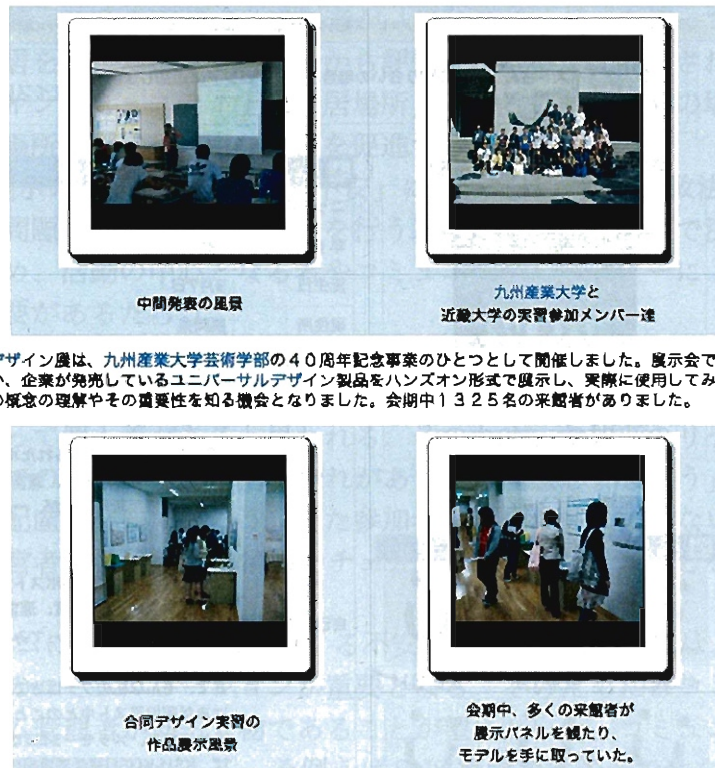 中間発表の風景
九州産業大学と
近畿大学の実習参加メンバー達
デザイン展は、九州産業大学芸術学部の４０周年記念事業のひとつとして開催しました。展示会で
、企業が発売しているユニバーサルデザイン製品をハンズオン形式で展示し、実際に使用してみ
の概念の理解やその重要性を知る機会となりました。会期中１３２５名の来館者がありました。
合同デザイン実習の
作品展示風景
会期中、多くの来館者が
展示パネルを観たり、
モデルを手に取っていた。